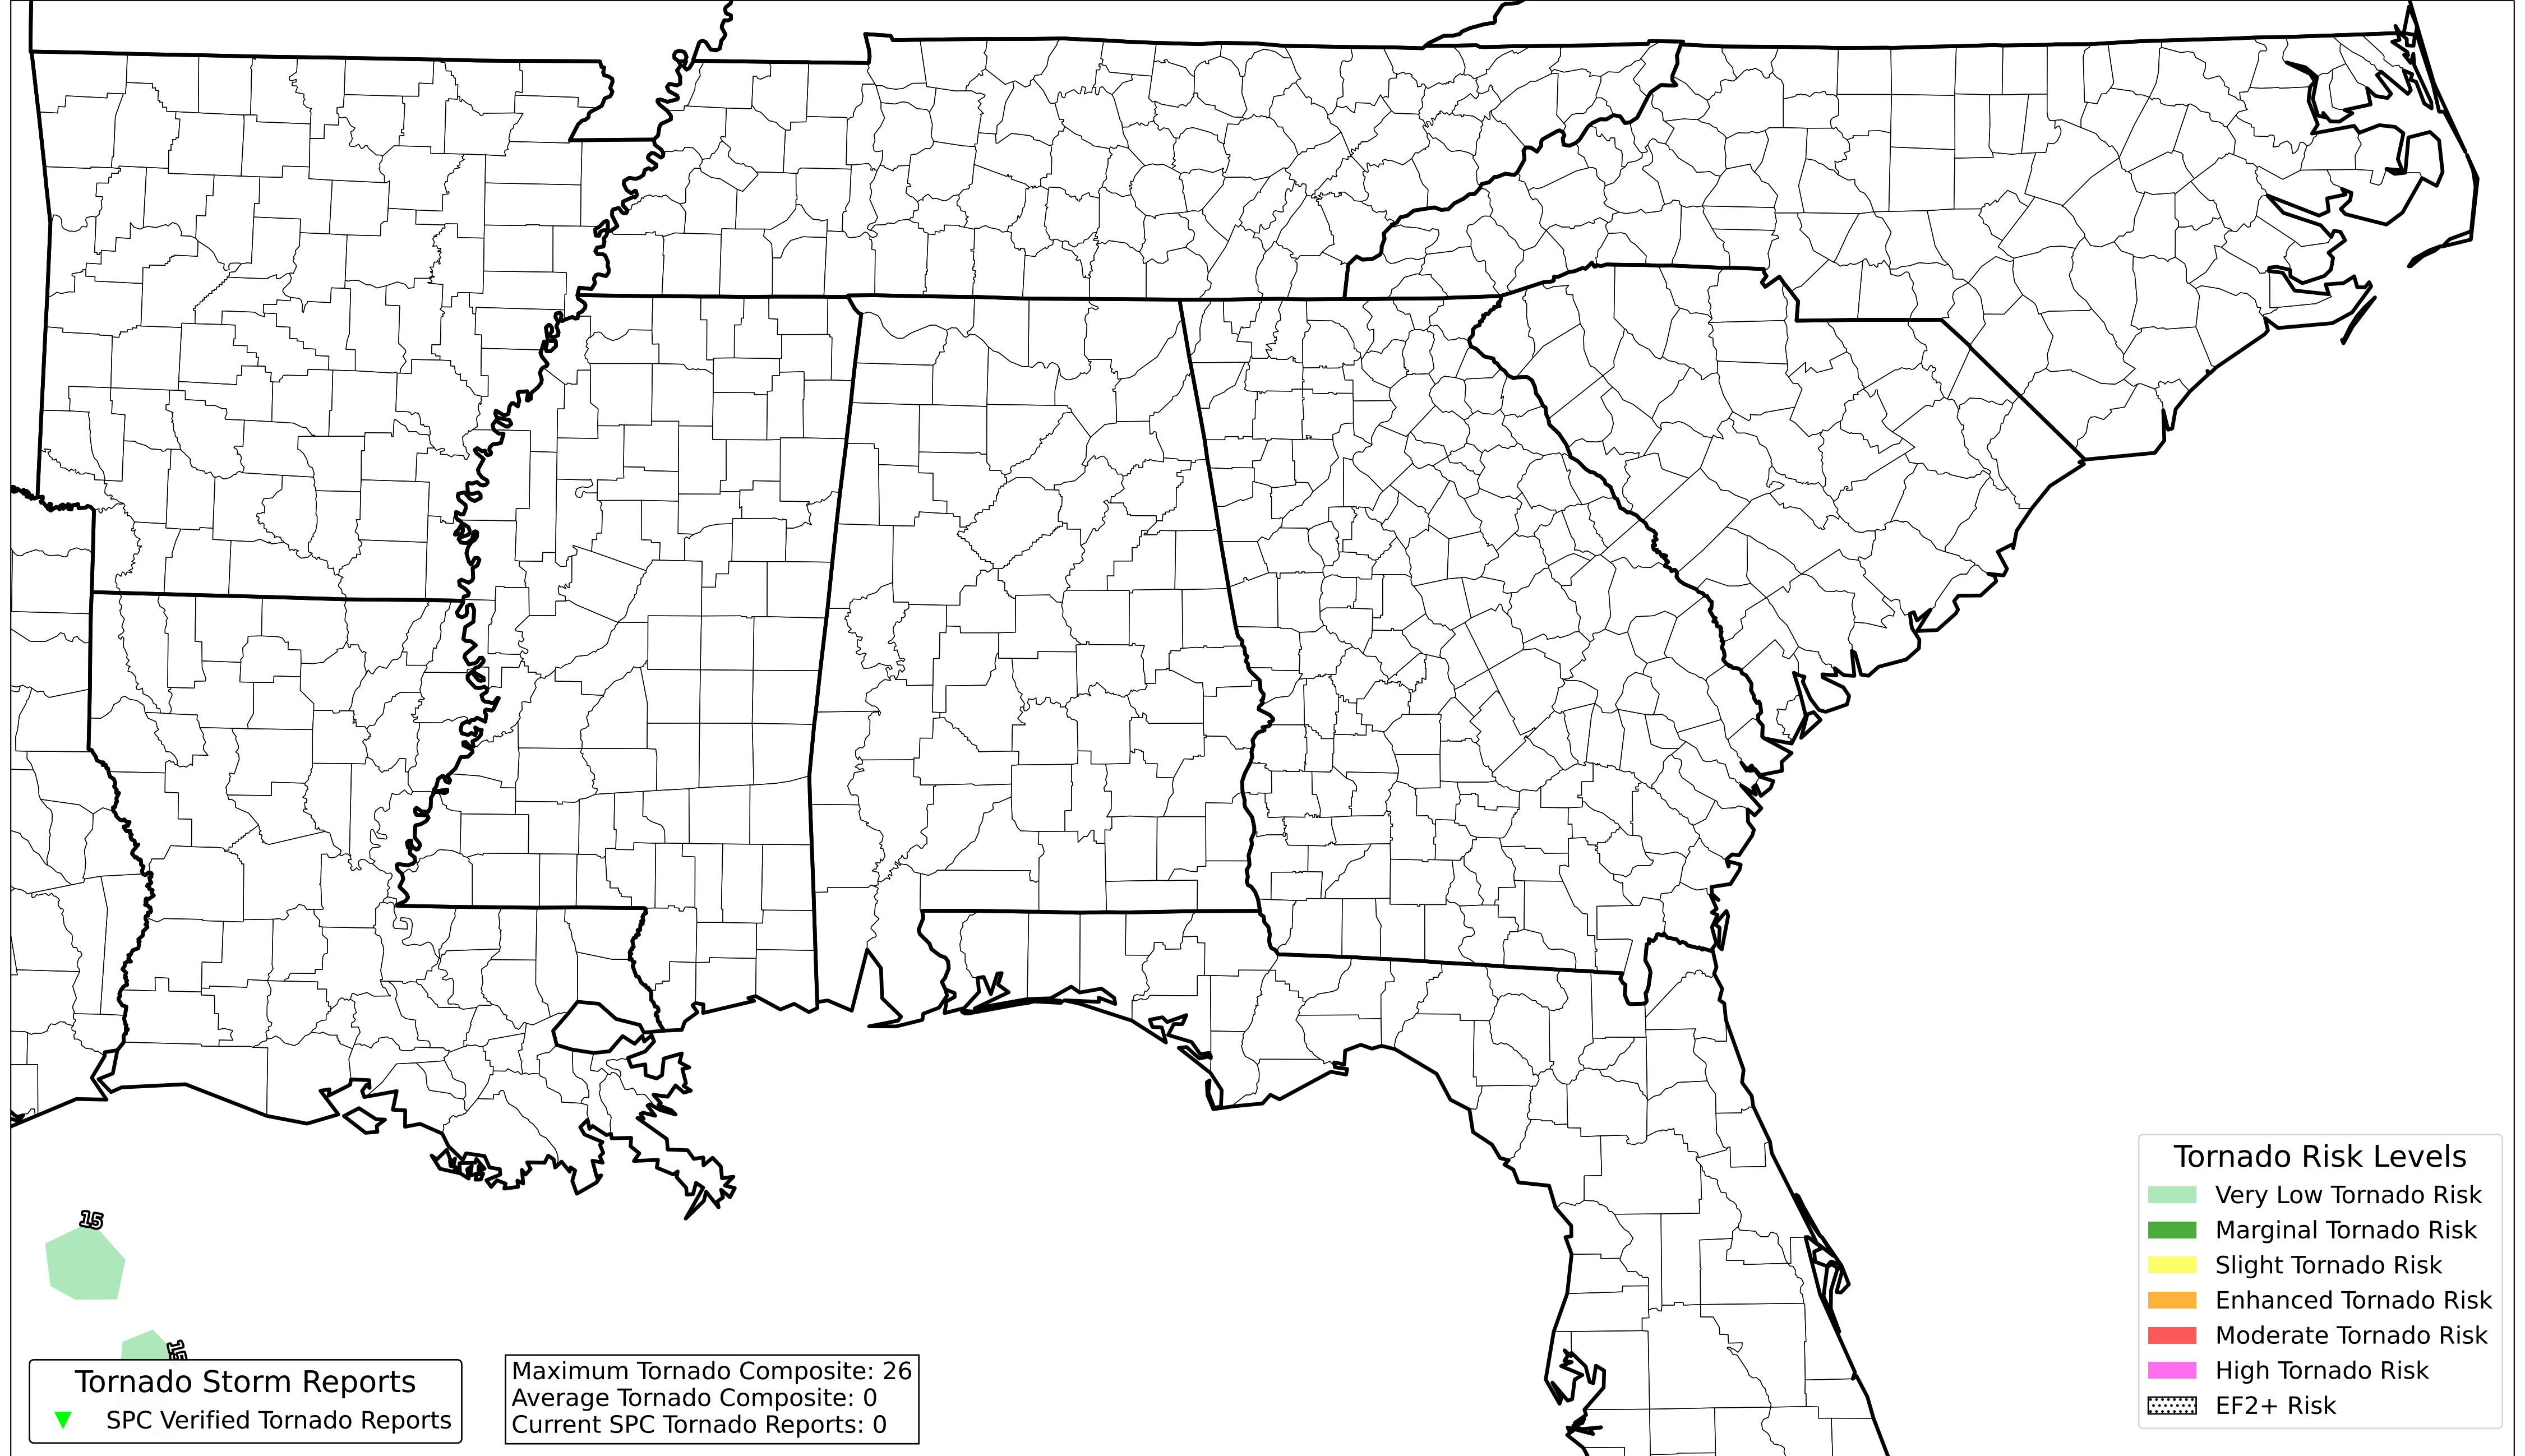 15
15
Tornado Storm Reports
SPC Verified Tornado Reports
Maximum Tornado Composite: 26
Average Tornado Composite: 0
Current SPC Tornado Reports: 0
Tornado Risk Levels
Very Low Tornado Risk
Marginal Tornado Risk
Slight Tornado Risk
Enhanced Tornado Risk
Moderate Tornado Risk
High Tornado Risk
EF2+ Risk